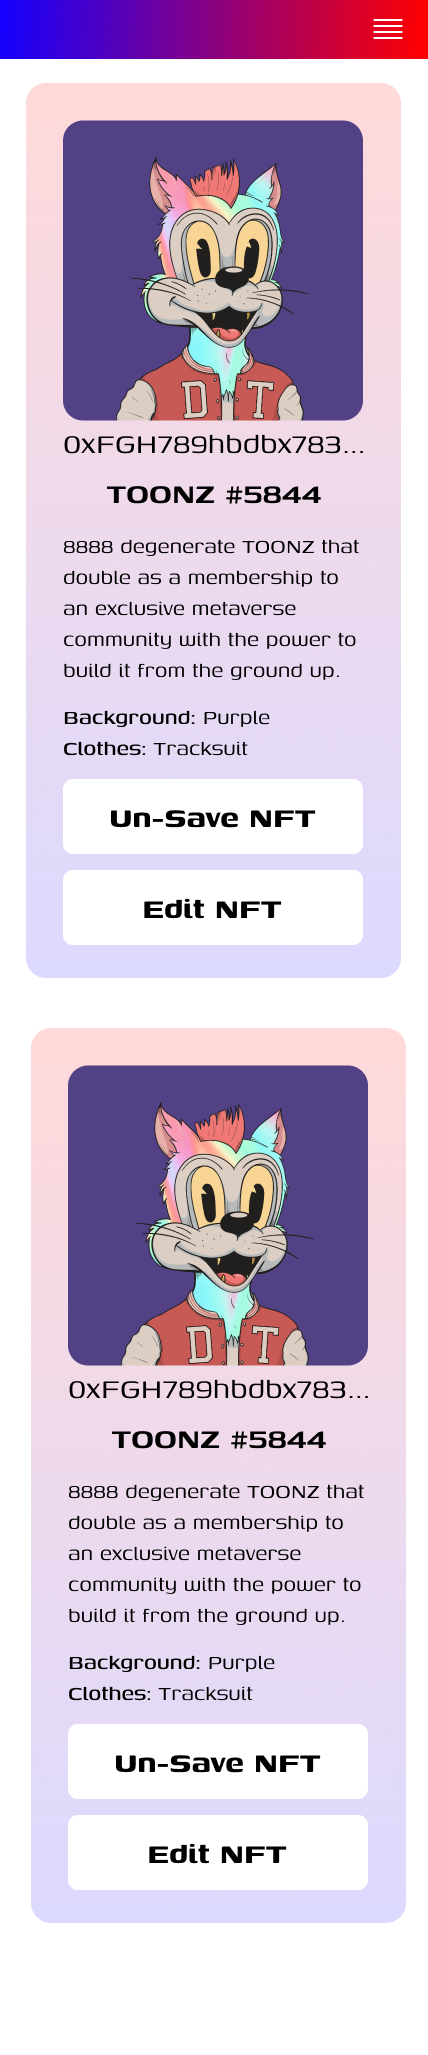 D T
0xFGH789hbdbx783...
TOONZ #5844
8888 degenerate TOONZ that
double as a membership to
an exclusive metaverse
community with the power to
build it from the ground up.
Background: Purple
Clothes: Tracksuit
Un-Save NFT
Edit NFT
D T
0xFGH789hbdbx783...
TOONZ #5844
8888 degenerate TOONZ that
double as a membership to
an exclusive metaverse
community with the power to
build it from the ground up.
Background: Purple
Clothes: Tracksuit
Un-Save NFT
Edit NFT